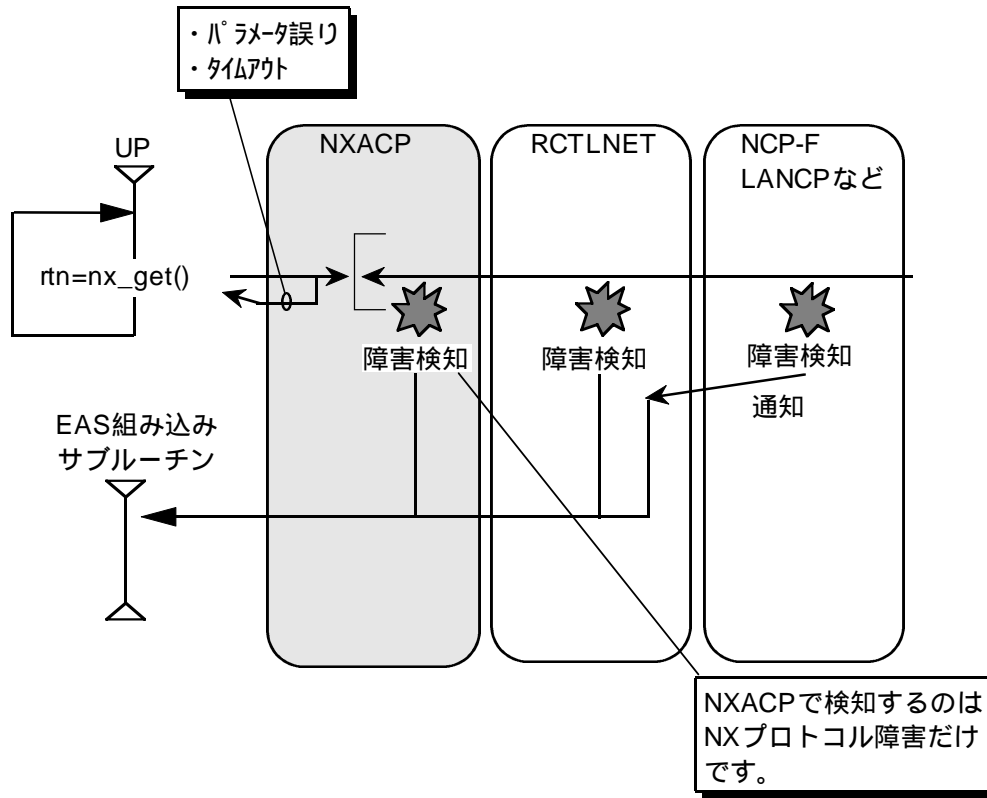 ・ﾊﾟﾗﾒｰﾀ誤り
・ﾀｲﾑｱｳﾄ
UP
NXACP
RCTLNET
NCP-F
LANCPなど
rtn=nx_get()
障害検知
障害検知
障害検知
通知
EAS組み込み
サブルーチン
NXACPで検知するのは
NXプロトコル障害だけ
です。